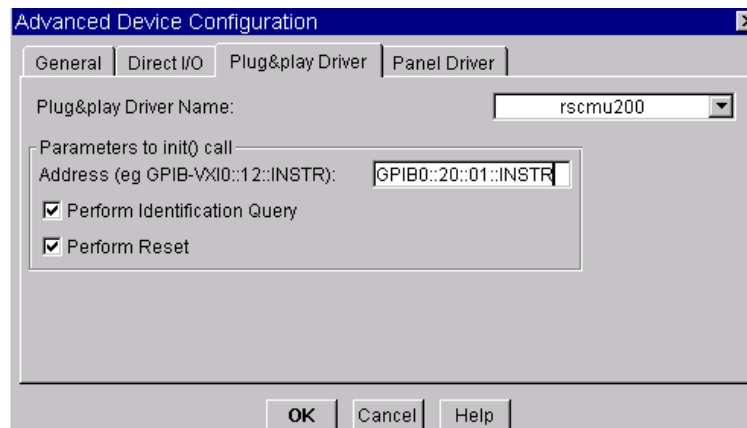 Advanced Device Configuration
General Direct I/O Plug&play Driver Panel Driver
Plug&play Driver Name: rscmu200
Parameters to init() call
Address (eg GPIB-VXI0::12::INSTR): GPIB0::20::01::INSTR
Perform Identification Query
Perform Reset
OK Cancel Help